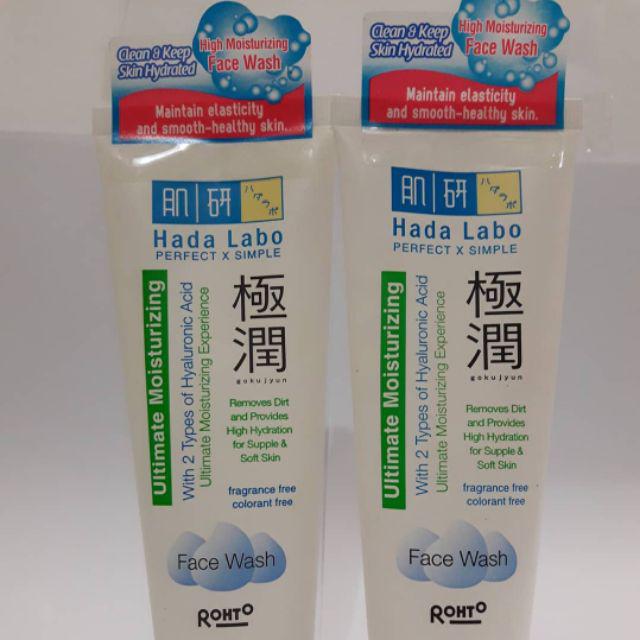 Clean & Keep
Skin Hydrated
High Moisturizing
Face Wash
Maintain elasticity
and smooth-healthy skin.
肌研
ハダラボ
Hada Labo
PERFECT X SIMPLE
Ultimate Moisturizing
With 2 Types of Hyaluronic Acid
Ultimate Moisturizing Experience
極潤
gokujyun
Removes Dirt
and Provides
High Hydration
for Supple &
Soft Skin
fragrance free
colorant free
Face Wash
ROHTO
Clean & Keep
Skin Hydrated
High Moisturizing
Face Wash
Maintain elasticity
and smooth-healthy skin.
肌研
ハダラボ
Hada Labo
PERFECT X SIMPLE
Ultimate Moisturizing
With 2 Types of Hyaluronic Acid
Ultimate Moisturizing Experience
極潤
gokujyun
Removes Dirt
and Provides
High Hydration
for Supple &
Soft Skin
fragrance free
colorant free
Face Wash
ROHTO